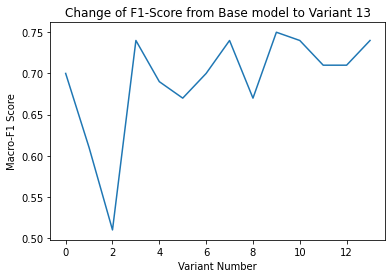 Change of F1-Score from Base model to Variant 13
0.75
0.70
0.65
0.60
0.55
0.50
Macro-F1 Score
0 2 4 6 8 10 12
Variant Number